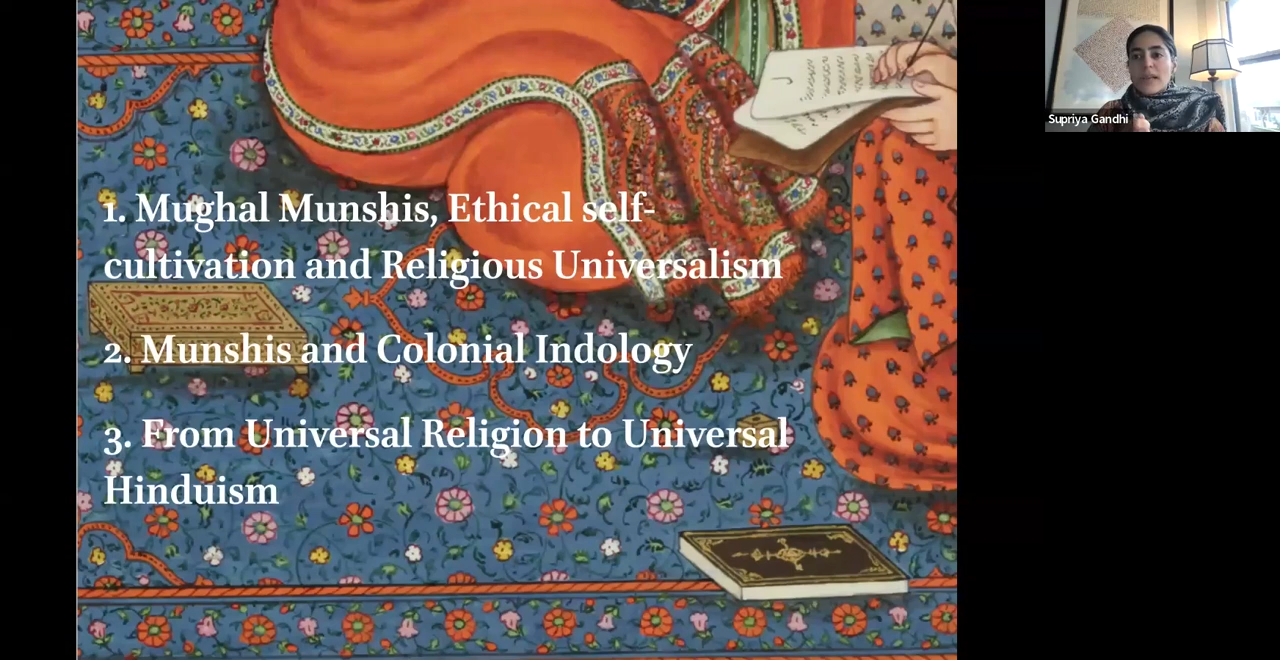 1. Mughal Munshis, Ethical self-
cultivation and Religious Universalism
2. Munshis and Colonial Indology
3. From Universal Religion to Universal
Hinduism
Supriya Gandhi